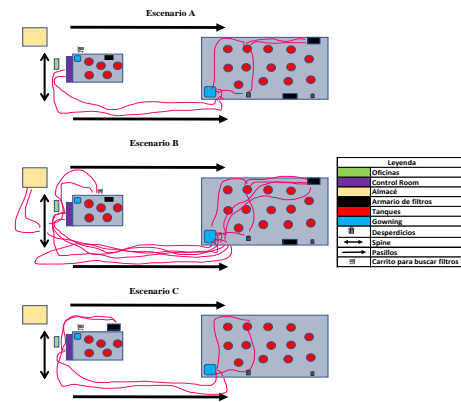 Escenario A
Escenario B
Leyenda
Oficinas
Control Room
Almacé
Armario de filtros
Tanques
Gowning
Desperdicios
Spine
Pasillos
Carrito para buscar filtros
Escenario C